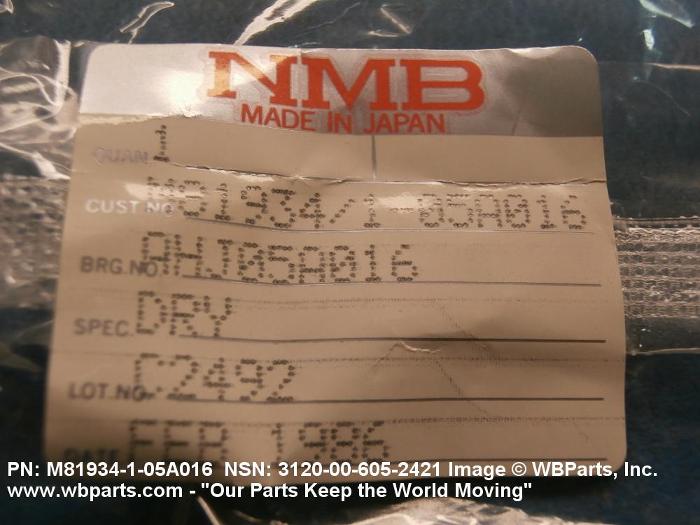 NMB
MADE IN JAPAN
QUAN 1
CUST NO. M81934/1-05A016
BRG.NO. AHJ05A016
SPEC. DRY
LOT NO. C2492
FEB 1986
PN: M81934-1-05A016 NSN: 3120-00-605-2421 Image © WBParts, Inc.
www.wbparts.com - "Our Parts Keep the World Moving"